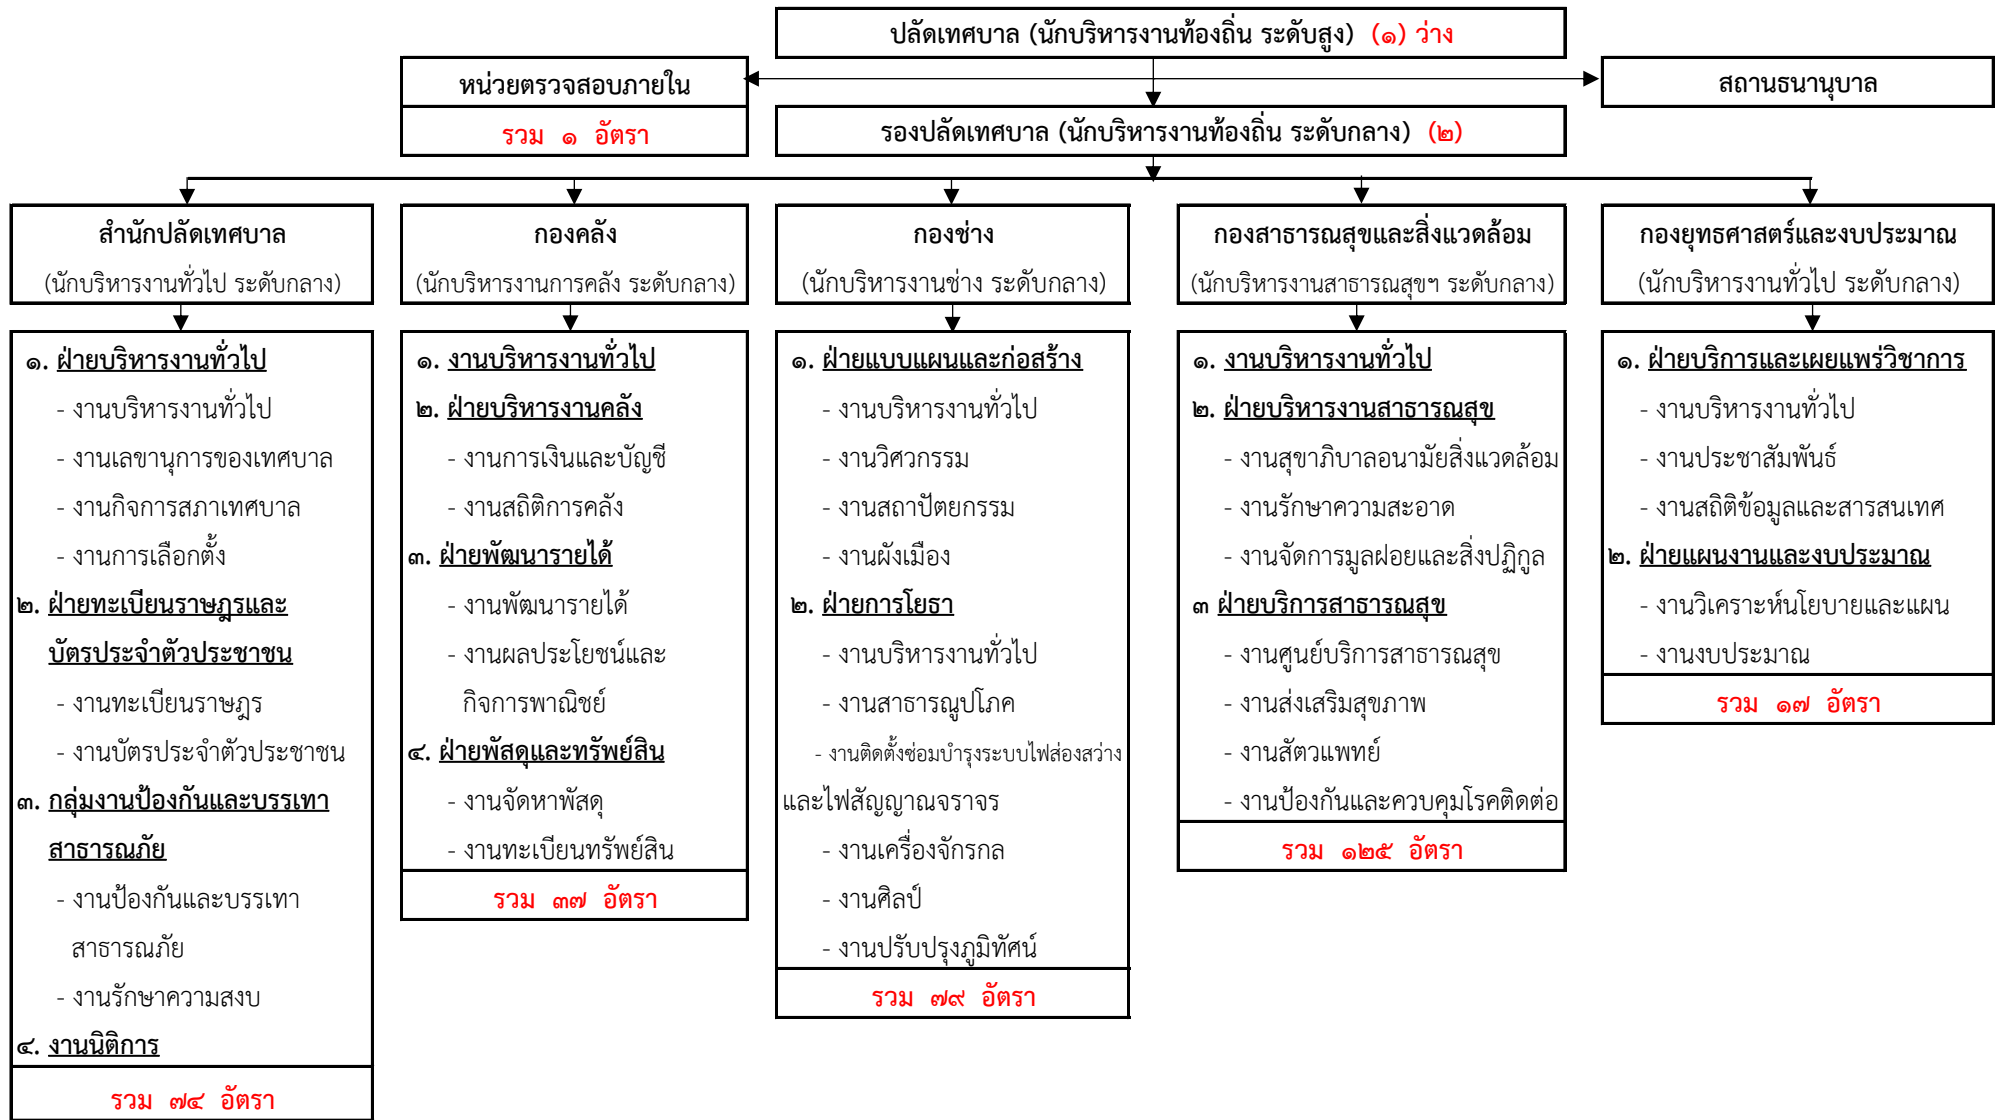 ปลัดเทศบาล (นักบริหารงานท้องถิ่น ระดับสูง) (๑) ว่าง
หน่วยตรวจสอบภายใน
รวม ๑ อัตรา
สถานธนานุบาล
รองปลัดเทศบาล (นักบริหารงานท้องถิ่น ระดับกลาง) (๒)
สำนักปลัดเทศบาล
(นักบริหารงานทั่วไป ระดับกลาง)
๑. ฝ่ายบริหารงานทั่วไป
- งานบริหารงานทั่วไป
- งานเลขานุการของเทศบาล
- งานกิจการสภาเทศบาล
- งานการเลือกตั้ง
๒. ฝ่ายทะเบียนราษฎรและ
บัตรประจำตัวประชาชน
- งานทะเบียนราษฎร
- งานบัตรประจำตัวประชาชน
๓. กลุ่มงานป้องกันและบรรเทา
สาธารณภัย
- งานป้องกันและบรรเทา
สาธารณภัย
- งานรักษาความสงบ
๔. งานนิติการ
รวม ๗๔ อัตรา
กองคลัง
(นักบริหารงานการคลัง ระดับกลาง)
๑. งานบริหารงานทั่วไป
๒. ฝ่ายบริหารงานคลัง
- งานการเงินและบัญชี
- งานสถิติการคลัง
๓. ฝ่ายพัฒนารายได้
- งานพัฒนารายได้
- งานผลประโยชน์และ
กิจการพาณิชย์
๔. ฝ่ายพัสดุและทรัพย์สิน
- งานจัดหาพัสดุ
- งานทะเบียนทรัพย์สิน
รวม ๓๗ อัตรา
กองช่าง
(นักบริหารงานช่าง ระดับกลาง)
๑. ฝ่ายแบบแผนและก่อสร้าง
- งานบริหารงานทั่วไป
- งานวิศวกรรม
- งานสถาปัตยกรรม
- งานผังเมือง
๒. ฝ่ายการโยธา
- งานบริหารงานทั่วไป
- งานสาธารณูปโภค
- งานติดตั้งซ่อมบำรุงระบบไฟส่องสว่าง
และไฟสัญญาณจราจร
- งานเครื่องจักรกล
- งานศิลป์
- งานปรับปรุงภูมิทัศน์
รวม ๗๙ อัตรา
กองสาธารณสุขและสิ่งแวดล้อม
(นักบริหารงานสาธารณสุขฯ ระดับกลาง)
๑. งานบริหารงานทั่วไป
๒. ฝ่ายบริหารงานสาธารณสุข
- งานสุขาภิบาลอนามัยสิ่งแวดล้อม
- งานรักษาความสะอาด
- งานจัดการมูลฝอยและสิ่งปฏิกูล
๓ ฝ่ายบริการสาธารณสุข
- งานศูนย์บริการสาธารณสุข
- งานส่งเสริมสุขภาพ
- งานสัตวแพทย์
- งานป้องกันและควบคุมโรคติดต่อ
รวม ๑๒๕ อัตรา
กองยุทธศาสตร์และงบประมาณ
(นักบริหารงานทั่วไป ระดับกลาง)
๑. ฝ่ายบริการและเผยแพร่วิชาการ
- งานบริหารงานทั่วไป
- งานประชาสัมพันธ์
- งานสถิติข้อมูลและสารสนเทศ
๒. ฝ่ายแผนงานและงบประมาณ
- งานวิเคราะห์นโยบายและแผน
- งานงบประมาณ
รวม ๑๗ อัตรา